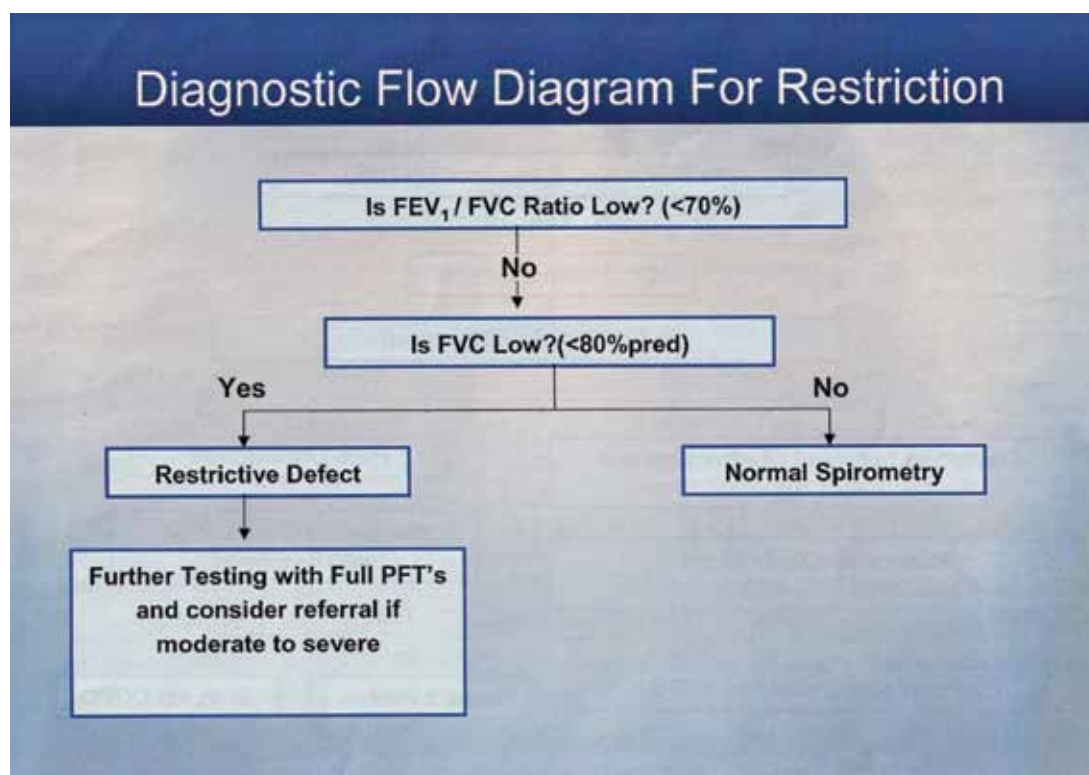 Diagnostic Flow Diagram For Restriction
Is FEV₁ / FVC Ratio Low? (<70%)
No
Is FVC Low?(<80%pred)
Yes
No
Restrictive Defect
Normal Spirometry
Further Testing with Full PFT's
and consider referral if
moderate to severe